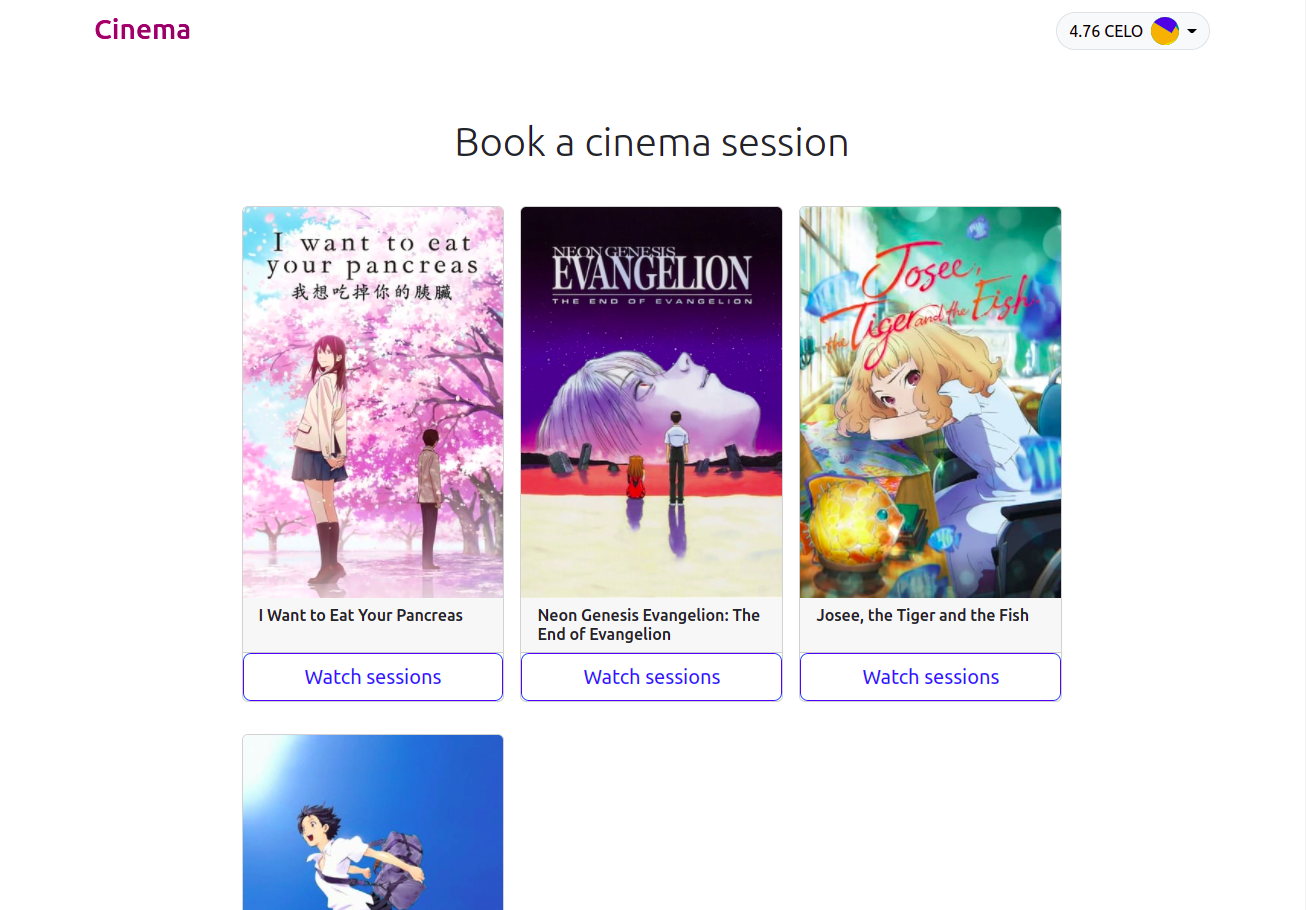 Cinema
4.76 CELO
Book a cinema session
I want to eat
your pancreas
我想吃掉你的胰臟
NEON GENESIS
EVANGELION
THE END OF EVANGELION
Josee,
the Tiger and the Fish
I Want to Eat Your Pancreas
Neon Genesis Evangelion: The
End of Evangelion
Josee, the Tiger and the Fish
Watch sessions
Watch sessions
Watch sessions